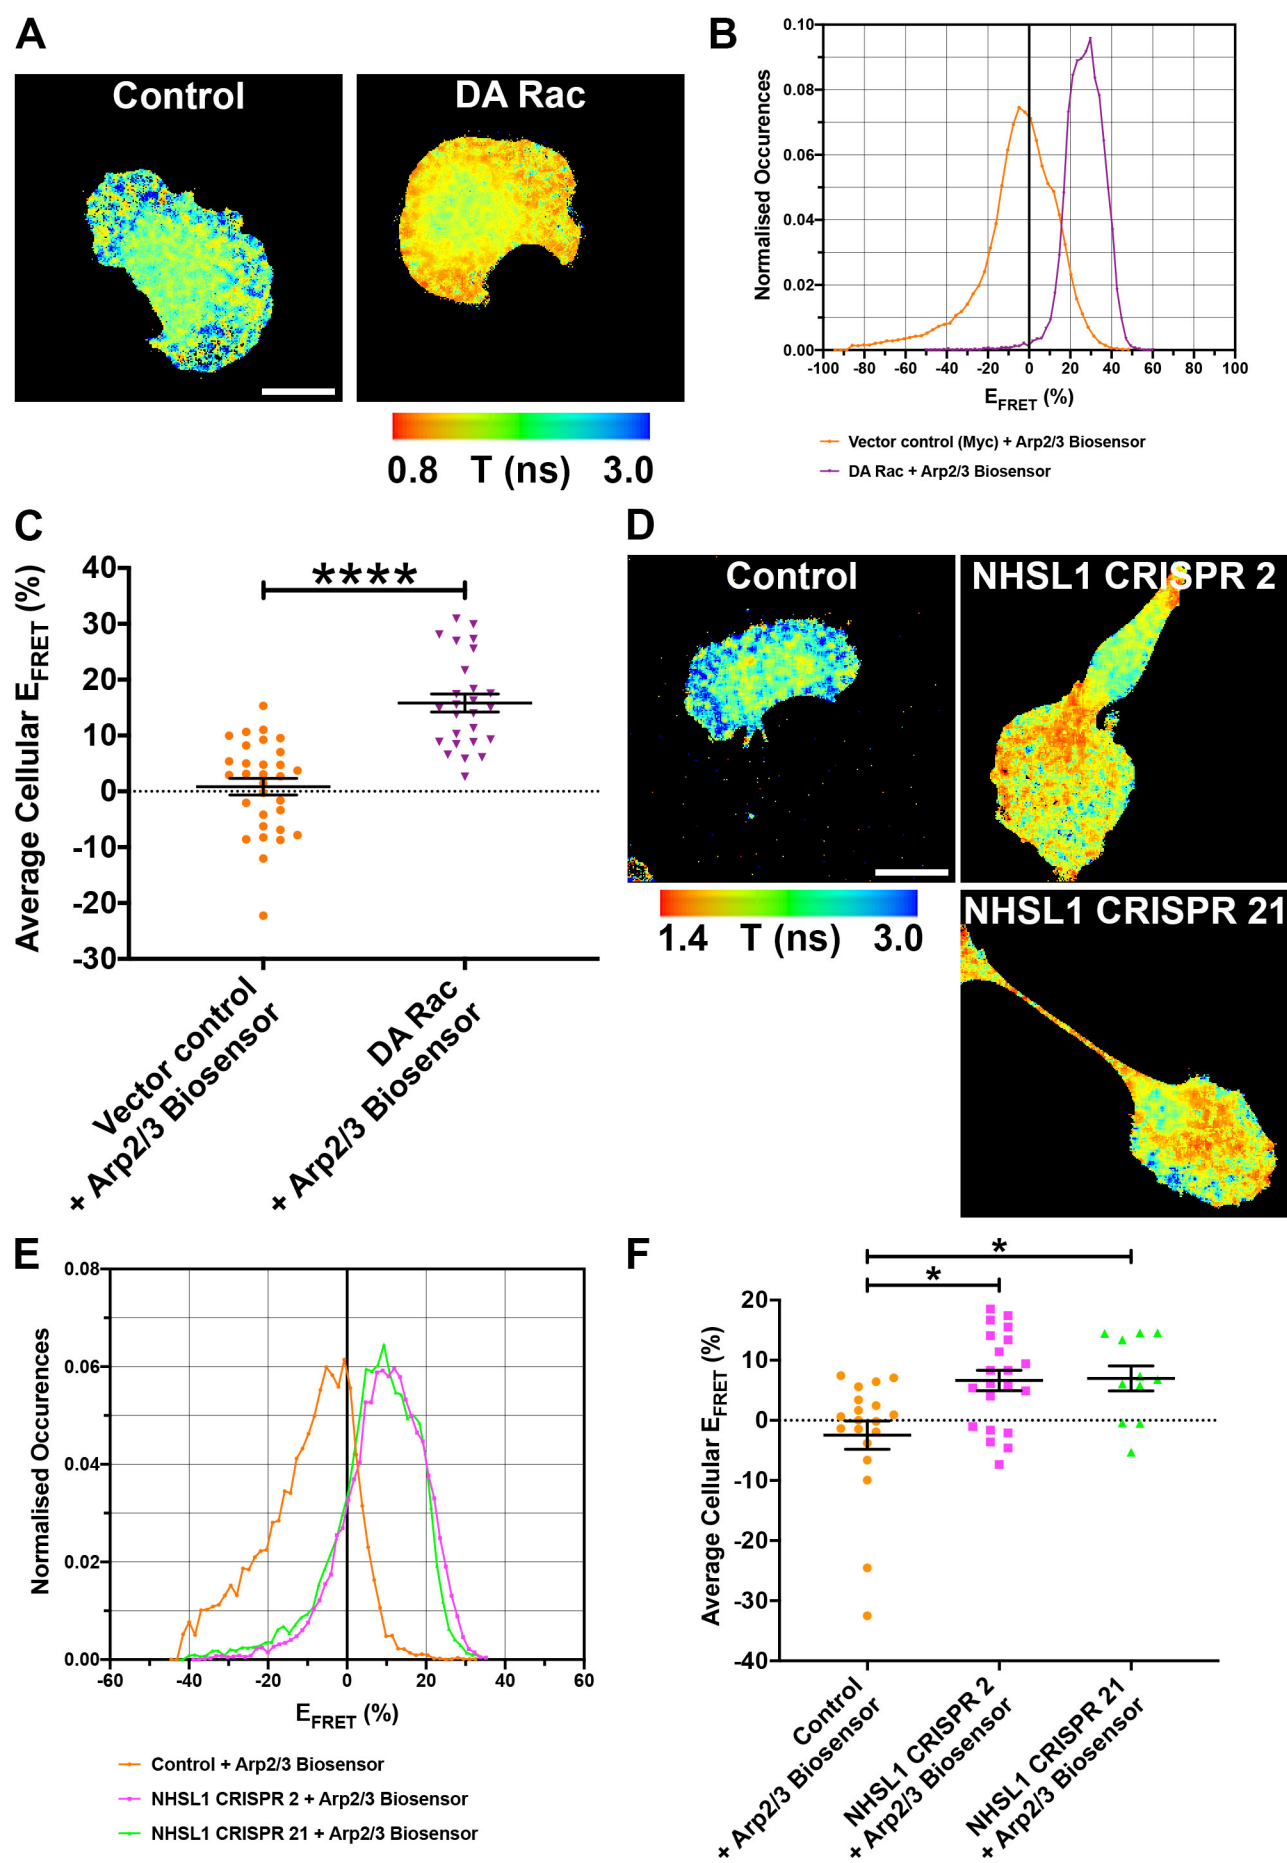 A
Control
DA Rac
0.8 T (ns) 3.0
B
Normalised Occurences
0.10
0.08
0.06
0.04
0.02
0.00
-100 -80 -60 -40 -20 0 20 40 60 80 100
EFRET (%)
Vector control (Myc) + Arp2/3 Biosensor
DA Rac + Arp2/3 Biosensor
C
Average Cellular EFRET (%)
40
30
20
10
0
-10
-20
-30
****
Vector control
+ Arp2/3 Biosensor
DA Rac
+ Arp2/3 Biosensor
D
Control
NHSL1 CRISPR 2
1.4 T (ns) 3.0
NHSL1 CRISPR 21
E
Normalised Occurences
0.08
0.06
0.04
0.02
0.00
-60 -40 -20 0 20 40 60
EFRET (%)
Control + Arp2/3 Biosensor
NHSL1 CRISPR 2 + Arp2/3 Biosensor
NHSL1 CRISPR 21 + Arp2/3 Biosensor
F
Average Cellular EFRET (%)
*
*
20
10
0
-10
-20
-30
-40
Control
+ Arp2/3 Biosensor
NHSL1 CRISPR 2
+ Arp2/3 Biosensor
NHSL1 CRISPR 21
+ Arp2/3 Biosensor